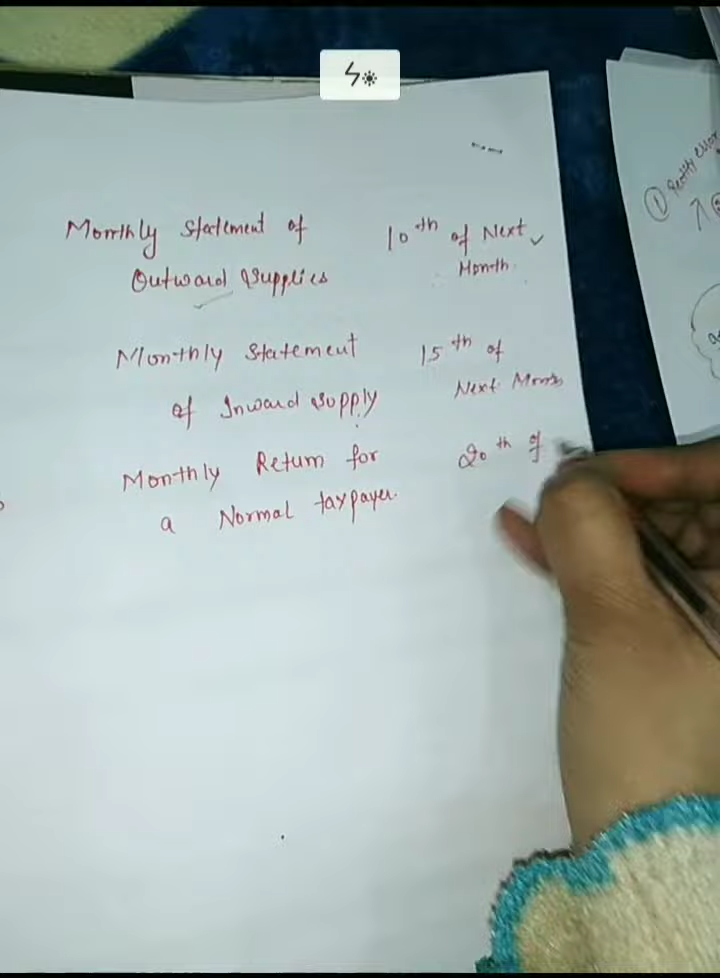 Monthly Statement of 10th of Next
Outward Supplies Month
Monthly Statement 15th of
of Inward supply Next Month
Monthly Return for 20th of
a Normal taxpayer.
①